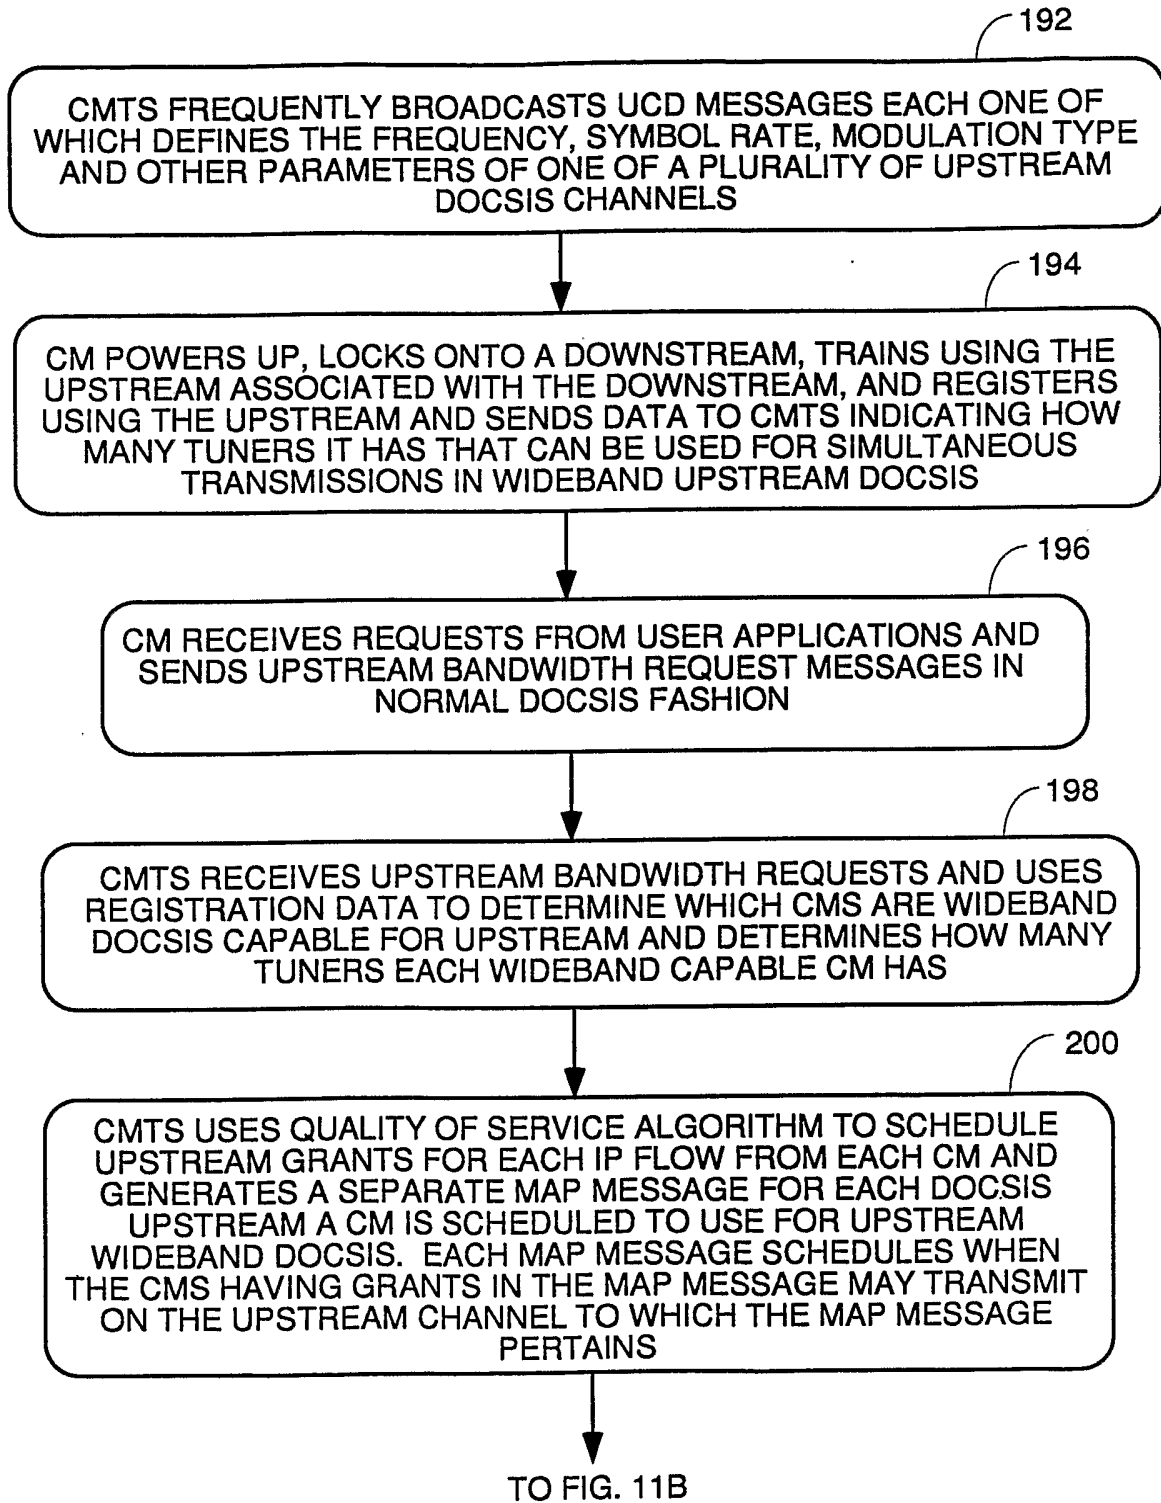 192
CMTS FREQUENTLY BROADCASTS UCD MESSAGES EACH ONE OF
WHICH DEFINES THE FREQUENCY, SYMBOL RATE, MODULATION TYPE
AND OTHER PARAMETERS OF ONE OF A PLURALITY OF UPSTREAM
DOCSIS CHANNELS
194
CM POWERS UP, LOCKS ONTO A DOWNSTREAM, TRAINS USING THE
UPSTREAM ASSOCIATED WITH THE DOWNSTREAM, AND REGISTERS
USING THE UPSTREAM AND SENDS DATA TO CMTS INDICATING HOW
MANY TUNERS IT HAS THAT CAN BE USED FOR SIMULTANEOUS
TRANSMISSIONS IN WIDEBAND UPSTREAM DOCSIS
196
CM RECEIVES REQUESTS FROM USER APPLICATIONS AND
SENDS UPSTREAM BANDWIDTH REQUEST MESSAGES IN
NORMAL DOCSIS FASHION
198
CMTS RECEIVES UPSTREAM BANDWIDTH REQUESTS AND USES
REGISTRATION DATA TO DETERMINE WHICH CMS ARE WIDEBAND
DOCSIS CAPABLE FOR UPSTREAM AND DETERMINES HOW MANY
TUNERS EACH WIDEBAND CAPABLE CM HAS
200
CMTS USES QUALITY OF SERVICE ALGORITHM TO SCHEDULE
UPSTREAM GRANTS FOR EACH IP FLOW FROM EACH CM AND
GENERATES A SEPARATE MAP MESSAGE FOR EACH DOCSIS
UPSTREAM A CM IS SCHEDULED TO USE FOR UPSTREAM
WIDEBAND DOCSIS. EACH MAP MESSAGE SCHEDULES WHEN
THE CMS HAVING GRANTS IN THE MAP MESSAGE MAY TRANSMIT
ON THE UPSTREAM CHANNEL TO WHICH THE MAP MESSAGE
PERTAINS
TO FIG. 11B